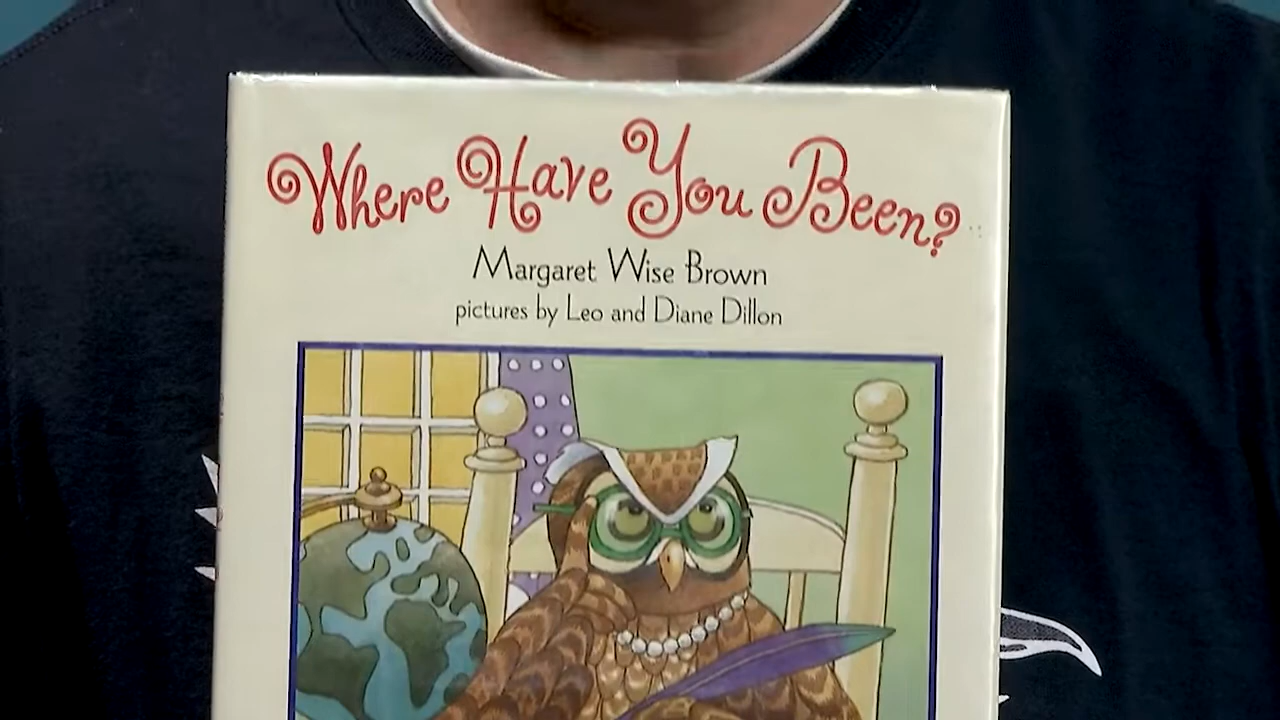 Where Have You Been?
Margaret Wise Brown
pictures by Leo and Diane Dillon